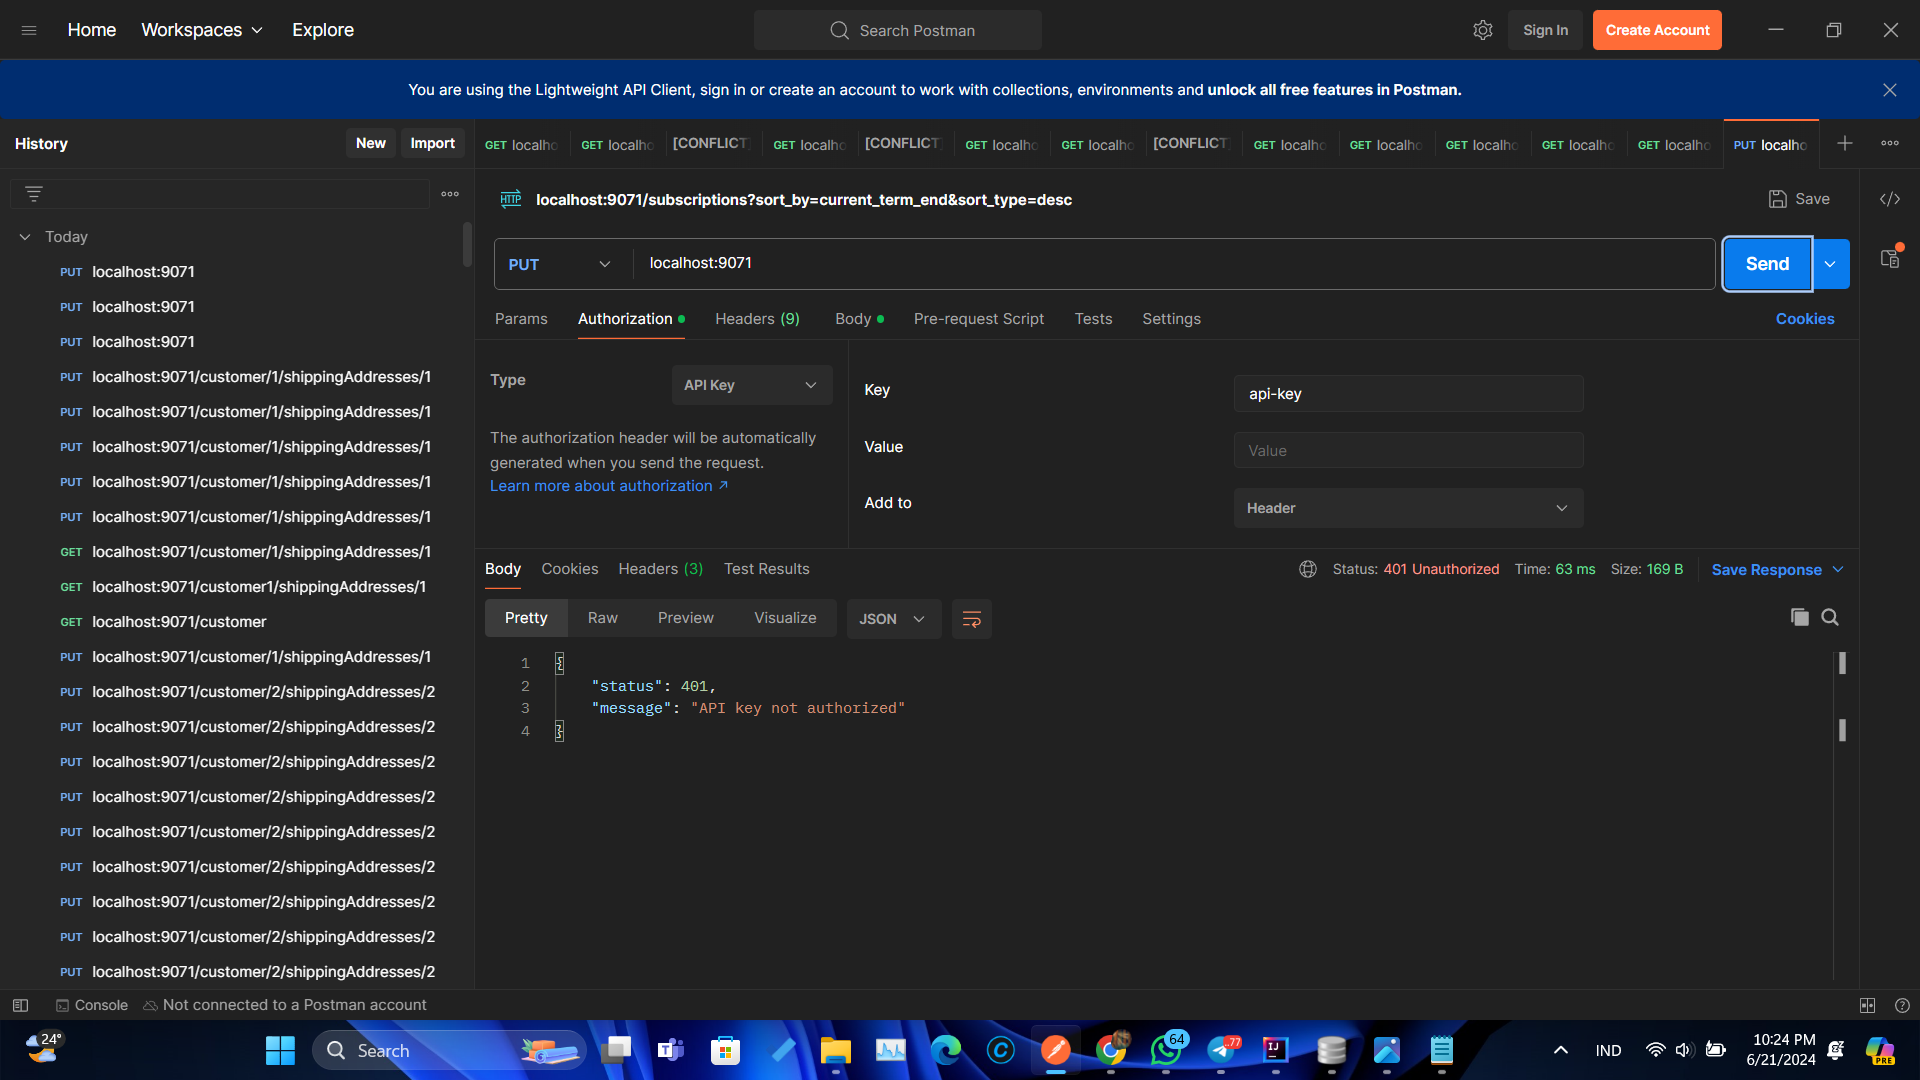 Home Workspaces Explore Search Postman Sign In Create Account
You are using the Lightweight API Client, sign in or create an account to work with collections, environments and unlock all free features in Postman.
History New Import
GET localho GET localho [CONFLICT] GET localho [CONFLICT] GET localho GET localho [CONFLICT] GET localho GET localho GET localho GET localho GET localho PUT localho
HTTP localhost:9071/subscriptions?sort_by=current_term_end&sort_type=desc Save
Today
PUT localhost:9071
PUT localhost:9071
PUT localhost:9071
PUT localhost:9071/customer/1/shippingAddresses/1
PUT localhost:9071/customer/1/shippingAddresses/1
PUT localhost:9071/customer/1/shippingAddresses/1
PUT localhost:9071/customer/1/shippingAddresses/1
PUT localhost:9071/customer/1/shippingAddresses/1
GET localhost:9071/customer/1/shippingAddresses/1
GET localhost:9071/customer1/shippingAddresses/1
GET localhost:9071/customer
PUT localhost:9071/customer/1/shippingAddresses/1
PUT localhost:9071/customer/2/shippingAddresses/2
PUT localhost:9071/customer/2/shippingAddresses/2
PUT localhost:9071/customer/2/shippingAddresses/2
PUT localhost:9071/customer/2/shippingAddresses/2
PUT localhost:9071/customer/2/shippingAddresses/2
PUT localhost:9071/customer/2/shippingAddresses/2
PUT localhost:9071/customer/2/shippingAddresses/2
PUT localhost:9071/customer/2/shippingAddresses/2
PUT localhost:9071/customer/2/shippingAddresses/2
PUT localhost:9071 Send
Params Authorization Headers (9) Body Pre-request Script Tests Settings Cookies
Type API Key
The authorization header will be automatically
generated when you send the request.
Learn more about authorization ↗
Key api-key
Value Value
Add to Header
Body Cookies Headers (3) Test Results Status: 401 Unauthorized Time: 63 ms Size: 169 B Save Response
Pretty Raw Preview Visualize JSON
1 {
2 "status": 401,
3 "message": "API key not authorized"
4 }
Console Not connected to a Postman account
24° Search 64 77 IJ IND 10:24 PM PRE
6/21/2024